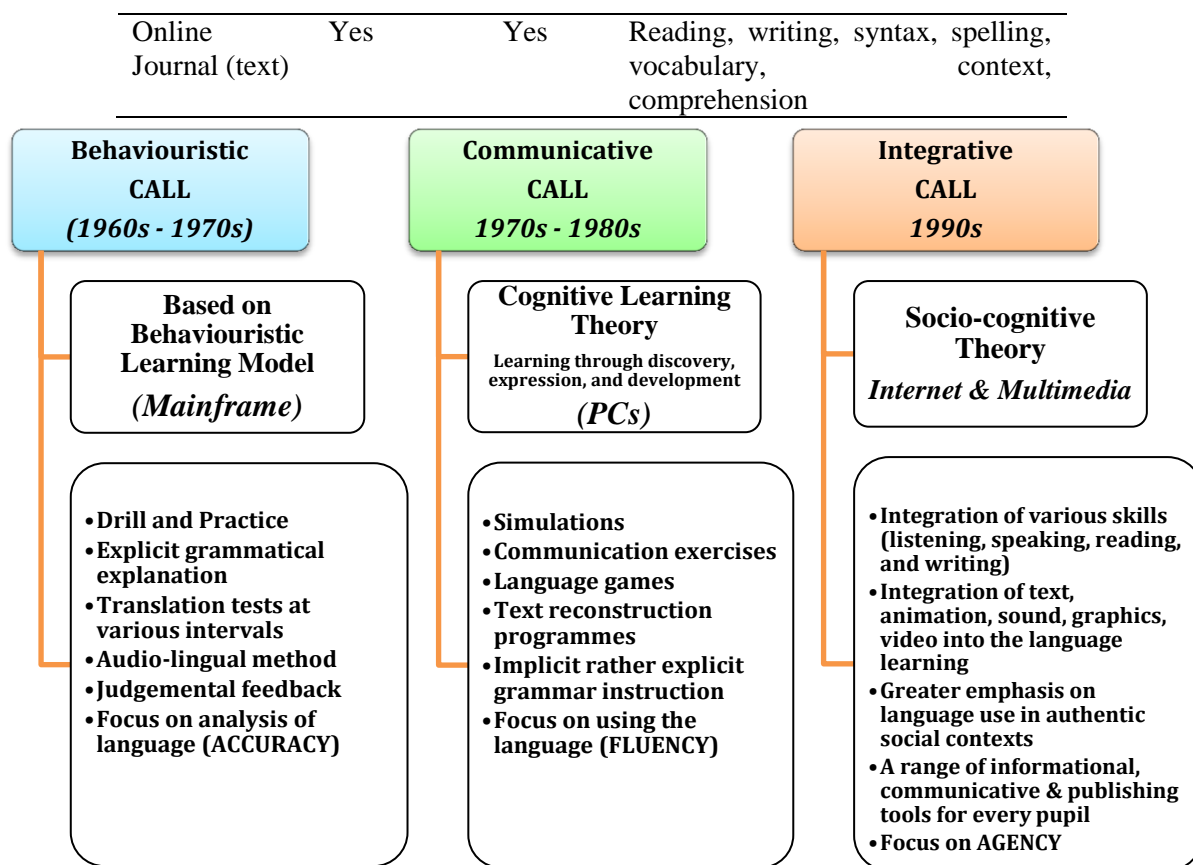 Online Yes Yes Reading, writing, syntax, spelling,
Journal (text) vocabulary, context,
comprehension
Behaviouristic
CALL
(1960s - 1970s)
Based on
Behaviouristic
Learning Model
(Mainframe)
•Drill and Practice
•Explicit grammatical
explanation
•Translation tests at
various intervals
•Audio-lingual method
•Judgemental feedback
•Focus on analysis of
language (ACCURACY)
Communicative
CALL
1970s - 1980s
Cognitive Learning
Theory
Learning through discovery,
expression, and development
(PCs)
•Simulations
•Communication exercises
•Language games
•Text reconstruction
programmes
•Implicit rather explicit
grammar instruction
•Focus on using the
language (FLUENCY)
Integrative
CALL
1990s
Socio-cognitive
Theory
Internet & Multimedia
•Integration of various skills
(listening, speaking, reading,
and writing)
•Integration of text,
animation, sound, graphics,
video into the language
learning
•Greater emphasis on
language use in authentic
social contexts
•A range of informational,
communicative & publishing
tools for every pupil
•Focus on AGENCY